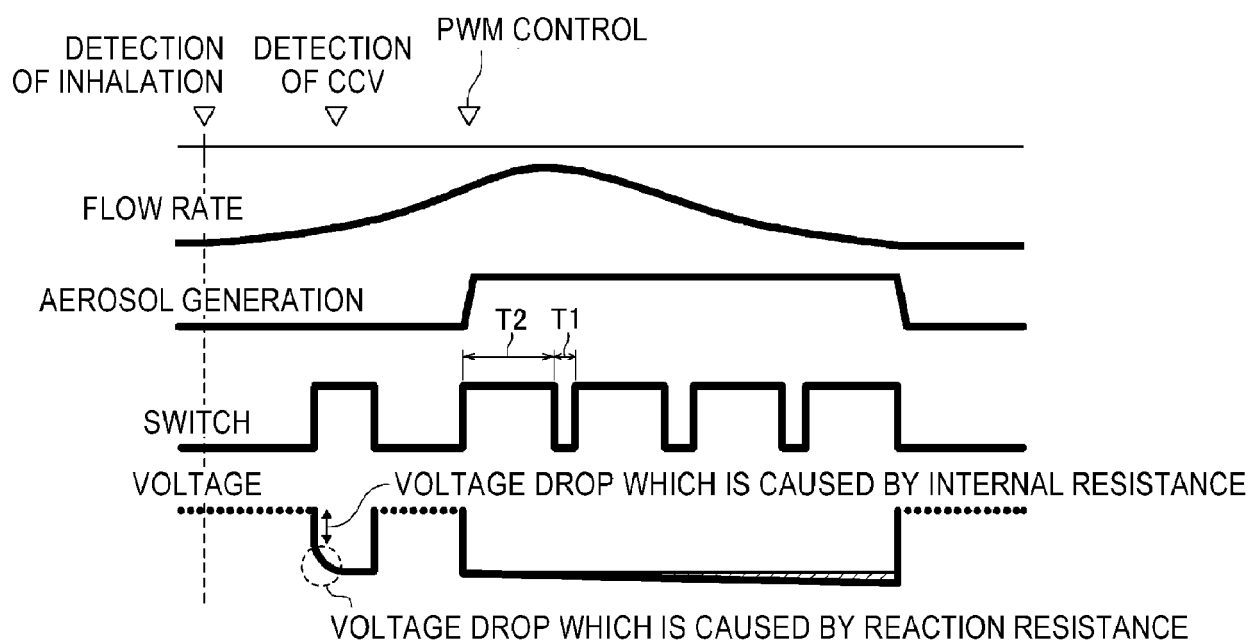 DETECTION
OF INHALATION
DETECTION
OF CCV
PWM CONTROL
FLOW RATE
AEROSOL GENERATION
T2
T1
SWITCH
VOLTAGE
VOLTAGE DROP WHICH IS CAUSED BY INTERNAL RESISTANCE
VOLTAGE DROP WHICH IS CAUSED BY REACTION RESISTANCE